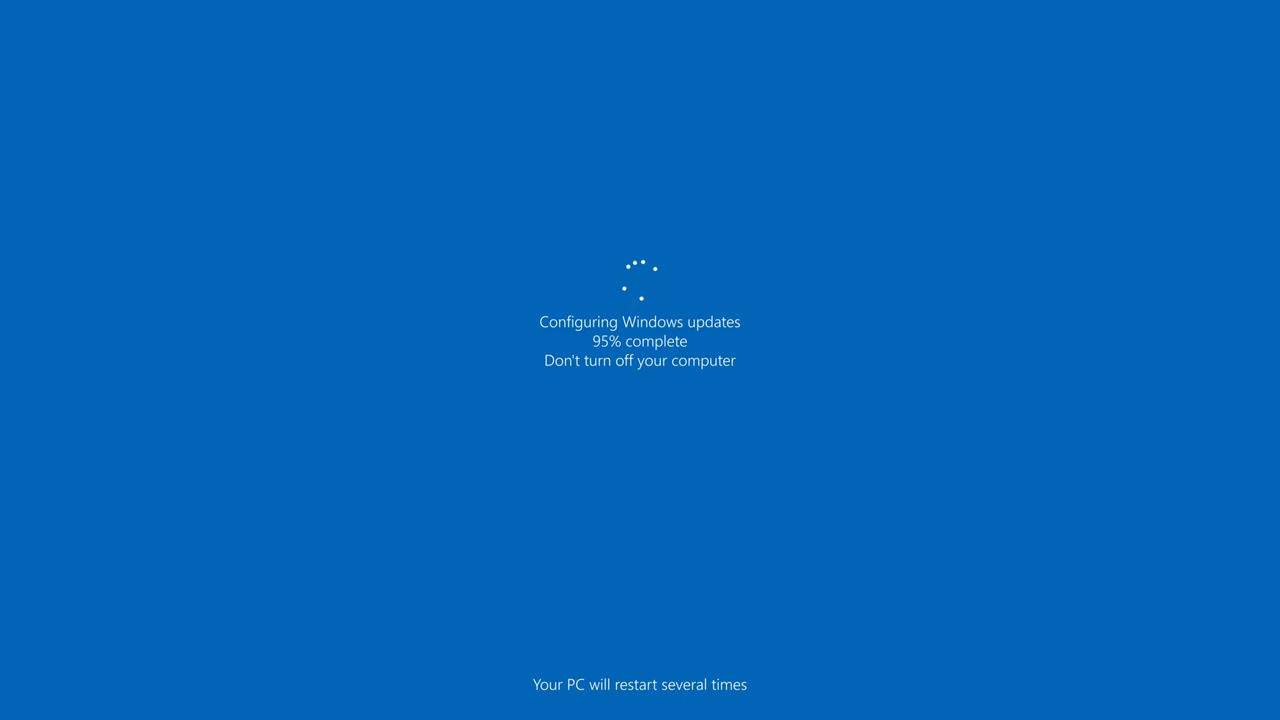 Configuring Windows updates
95% complete
Don't turn off your computer
Your PC will restart several times